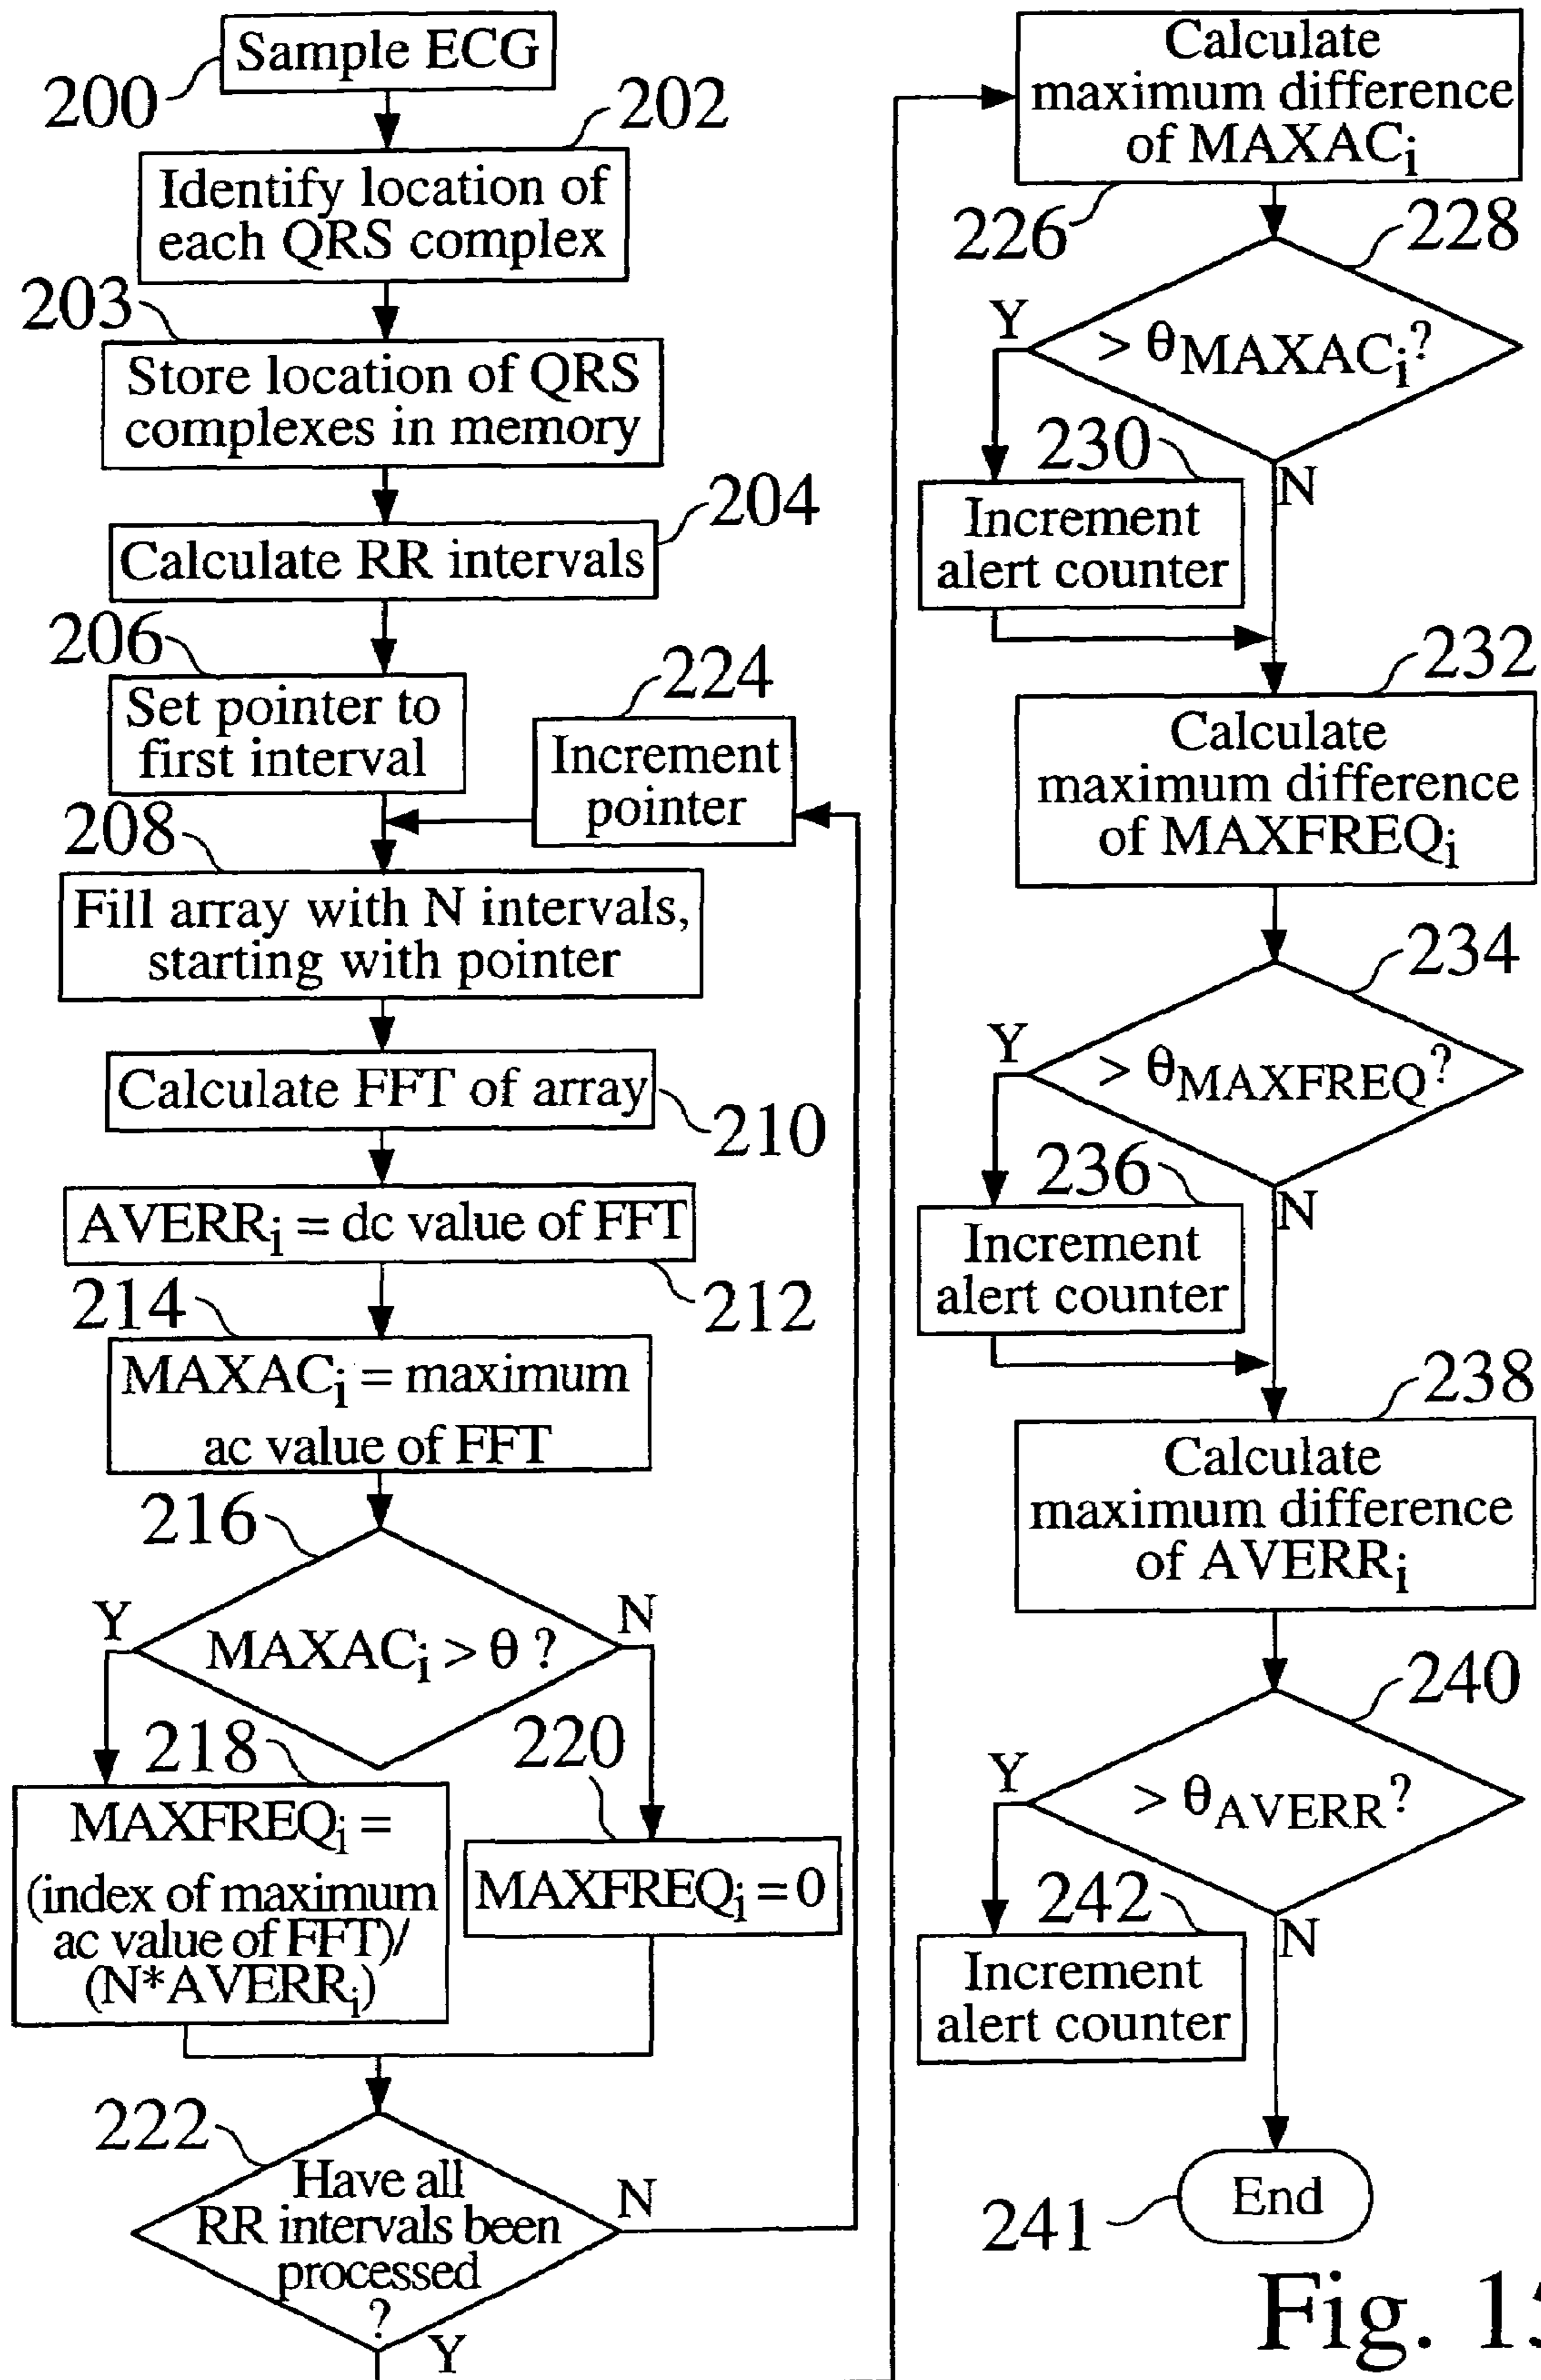 Sample ECG
200
202
Identify location of
each QRS complex
203
Store location of QRS
complexes in memory
204
Calculate RR intervals
206
Set pointer to
first interval
224
Increment
pointer
208
Fill array with N intervals,
starting with pointer
Calculate FFT of array
210
AVERRi = dc value of FFT
212
214
MAXACi = maximum
ac value of FFT
216
Y
N
MAXACi > θ ?
218
MAXFREQi =
(index of maximum
ac value of FFT)/
(N*AVERRi)
220
MAXFREQi = 0
222
Have all
RR intervals been
processed
?
N
Y
Calculate
maximum difference
of MAXACi
226
228
Y
> θMAXACi?
N
230
Increment
alert counter
232
Calculate
maximum difference
of MAXFREQi
234
Y
> θMAXFREQ?
N
236
Increment
alert counter
238
Calculate
maximum difference
of AVERRi
240
Y
> θAVERR?
N
242
Increment
alert counter
End
241
Fig. 15